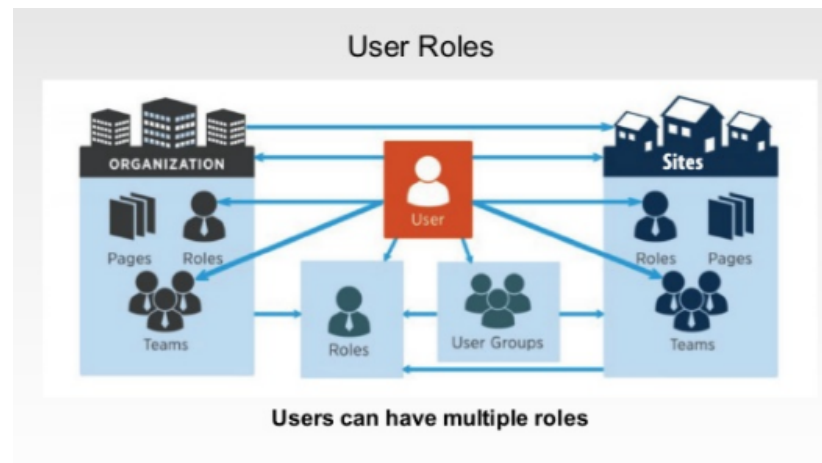 User Roles
ORGANIZATION
Sites
User
Pages
Roles
Roles
Pages
Teams
Roles
User Groups
Teams
Users can have multiple roles